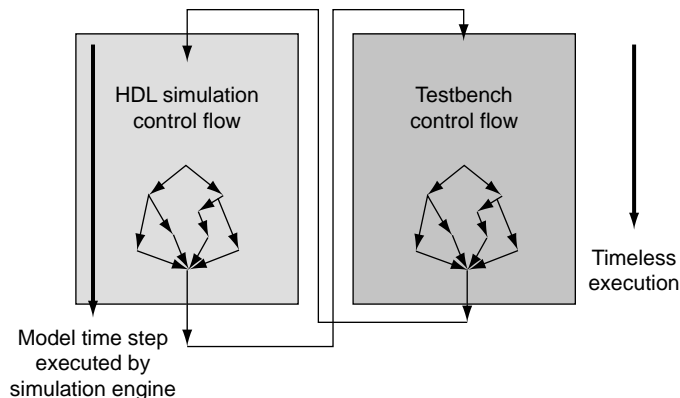 HDL simulation
control flow
Testbench
control flow
Timeless
execution
Model time step
executed by
simulation engine